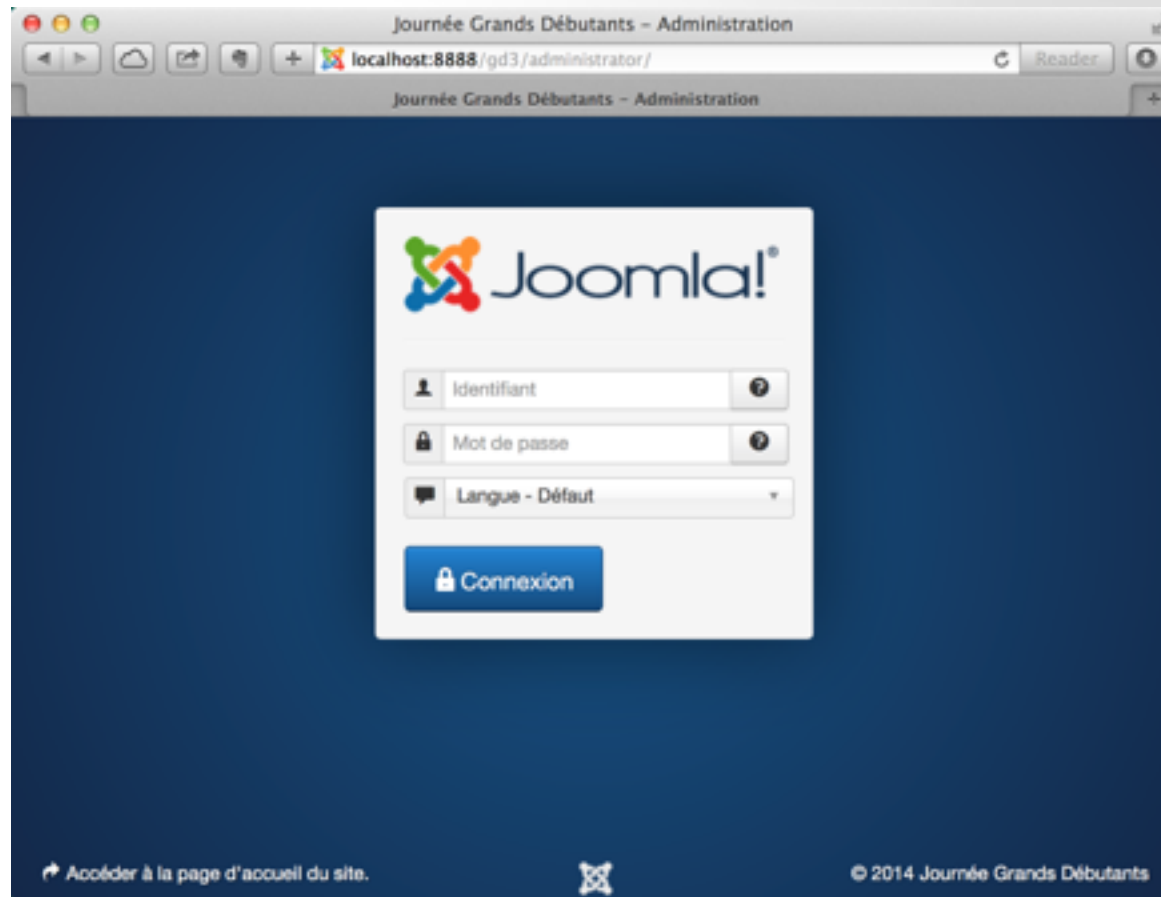 Journée Grands Débutants – Administration
localhost:8888/gd3/administrator/
Reader
Journée Grands Débutants – Administration
Joomla!®
Identifiant
Mot de passe
Langue - Défaut
Connexion
Accéder à la page d'accueil du site.
© 2014 Journée Grands Débutants